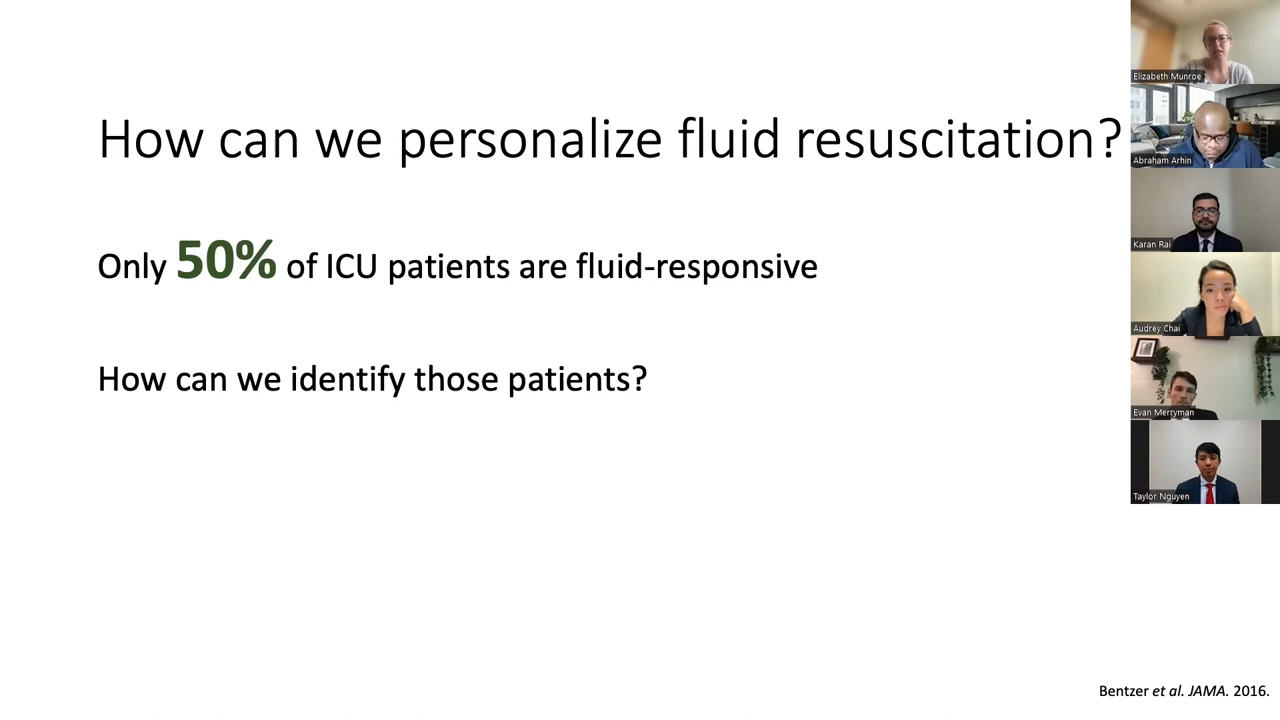 How can we personalize fluid resuscitation?
Only 50% of ICU patients are fluid-responsive
How can we identify those patients?
Bentzer et al. JAMA. 2016.
Elizabeth Munroe
Abraham Arhin
Karan Rai
Audrey Chai
Evan Merryman
Taylor Nguyen